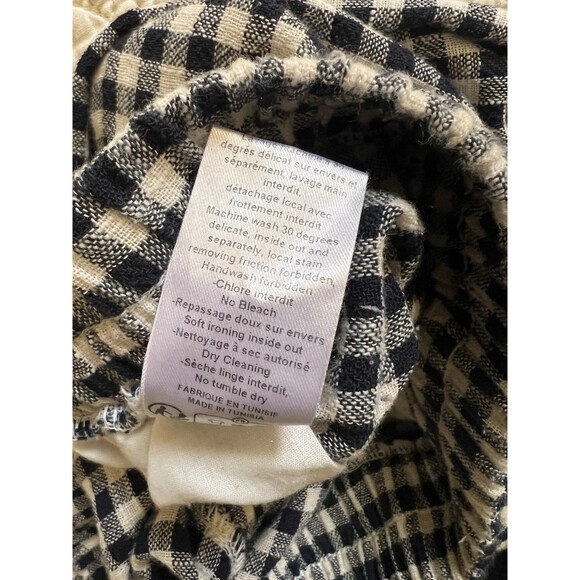 degrés délicat sur envers et
séparément, lavage main
interdit.
détachage local avec
frottement interdit
Machine wash 30 degrees
delicate, inside out and
separately, local stain
removing friction forbidden,
Handwash forbidden
-Chlore interdit
No Bleach
-Repassage doux sur envers
Soft ironing inside out
-Nettoyage à sec autorisé
Dry Cleaning
-Sèche linge interdit.
No tumble dry
FABRIQUE EN TUNISIE
MADE IN TUNISIA